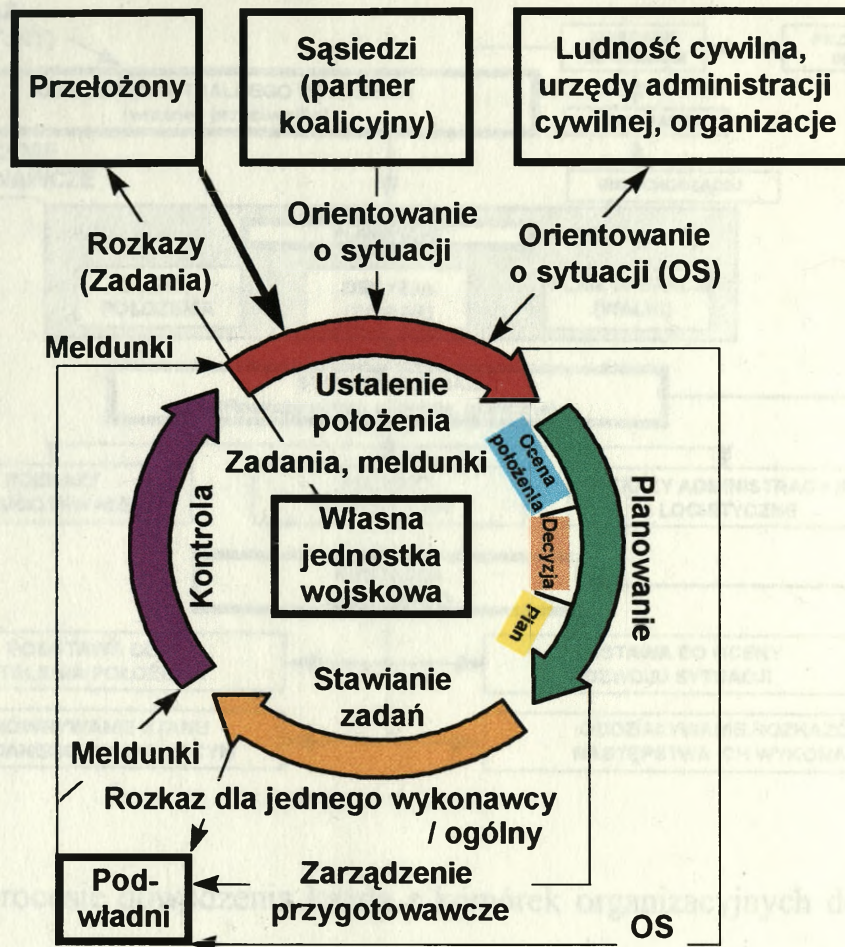 Przełożony
Sąsiedzi
(partner
koalicyjny)
Ludność cywilna,
urzędy administracji
cywilnej, organizacje
Rozkazy
(Zadania)
Orientowanie
o sytuacji
Orientowanie
o sytuacji (OS)
Meldunki
Ustalenie
położenia
Zadania, meldunki
Ocena
położenia
Decyzja
Plan
Planowanie
Kontrola
Własna
jednostka
wojskowa
Stawianie
zadań
Meldunki
Rozkaz dla jednego wykonawcy
/ ogólny
Pod-
władni
Zarządzenie
przygotowawcze
OS